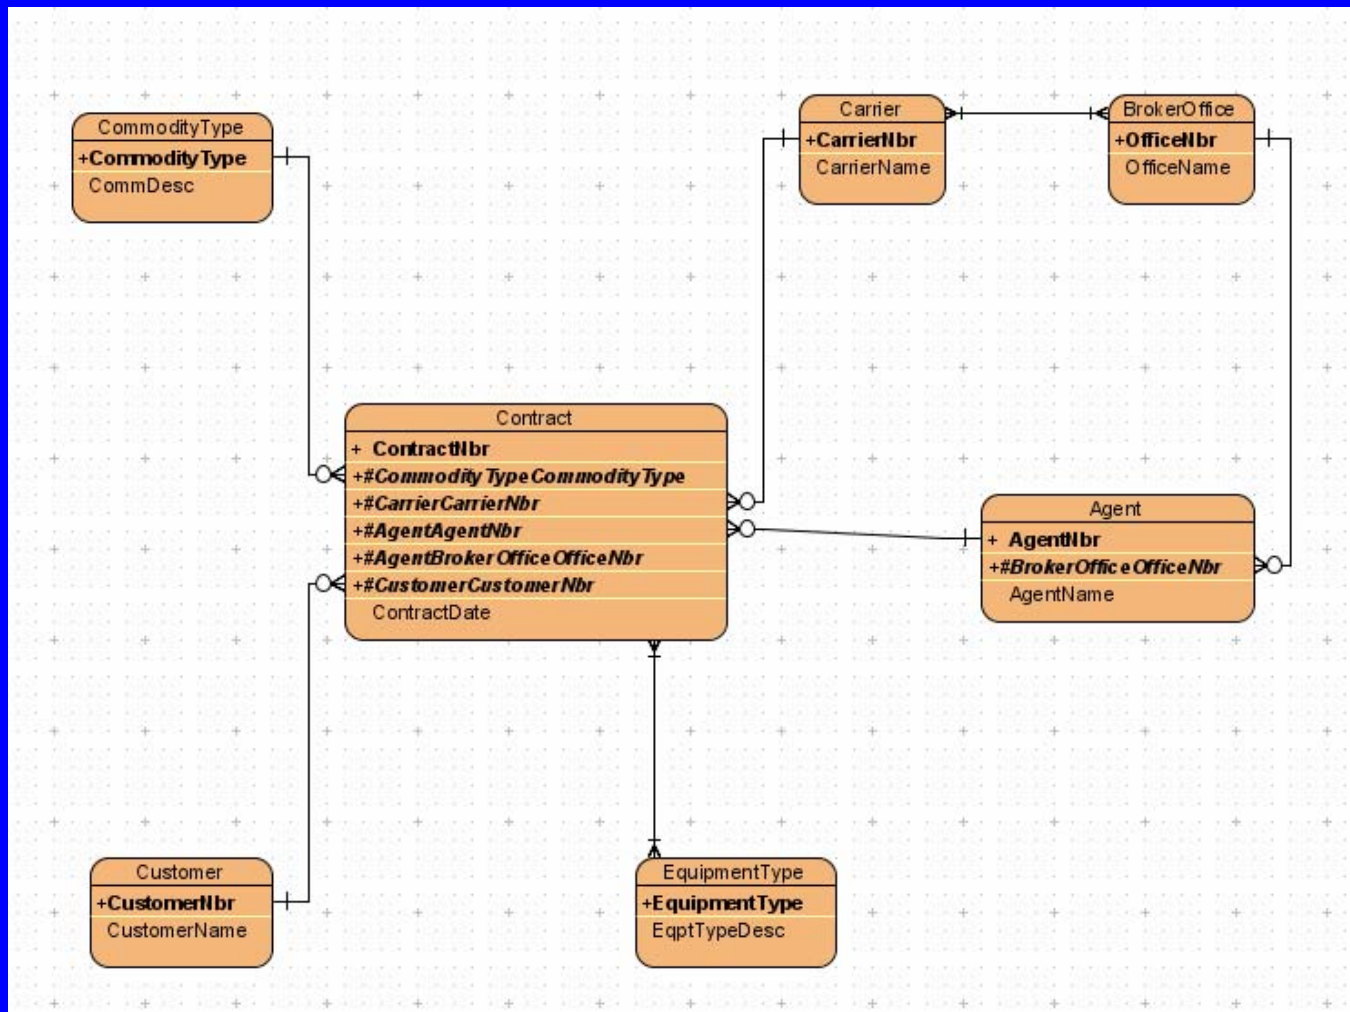 CommodityType
+CommodityType
CommDesc
Carrier
+CarrierNbr
CarrierName
BrokerOffice
+OfficeNbr
OfficeName
Contract
+ ContractNbr
+#CommodityTypeCommodityType
+#CarrierCarrierNbr
+#AgentAgentNbr
+#AgentBrokerOfficeOfficeNbr
+#CustomerCustomerNbr
ContractDate
Agent
+ AgentNbr
+#BrokerOfficeOfficeNbr
AgentName
Customer
+CustomerNbr
CustomerName
EquipmentType
+EquipmentType
EqptTypeDesc